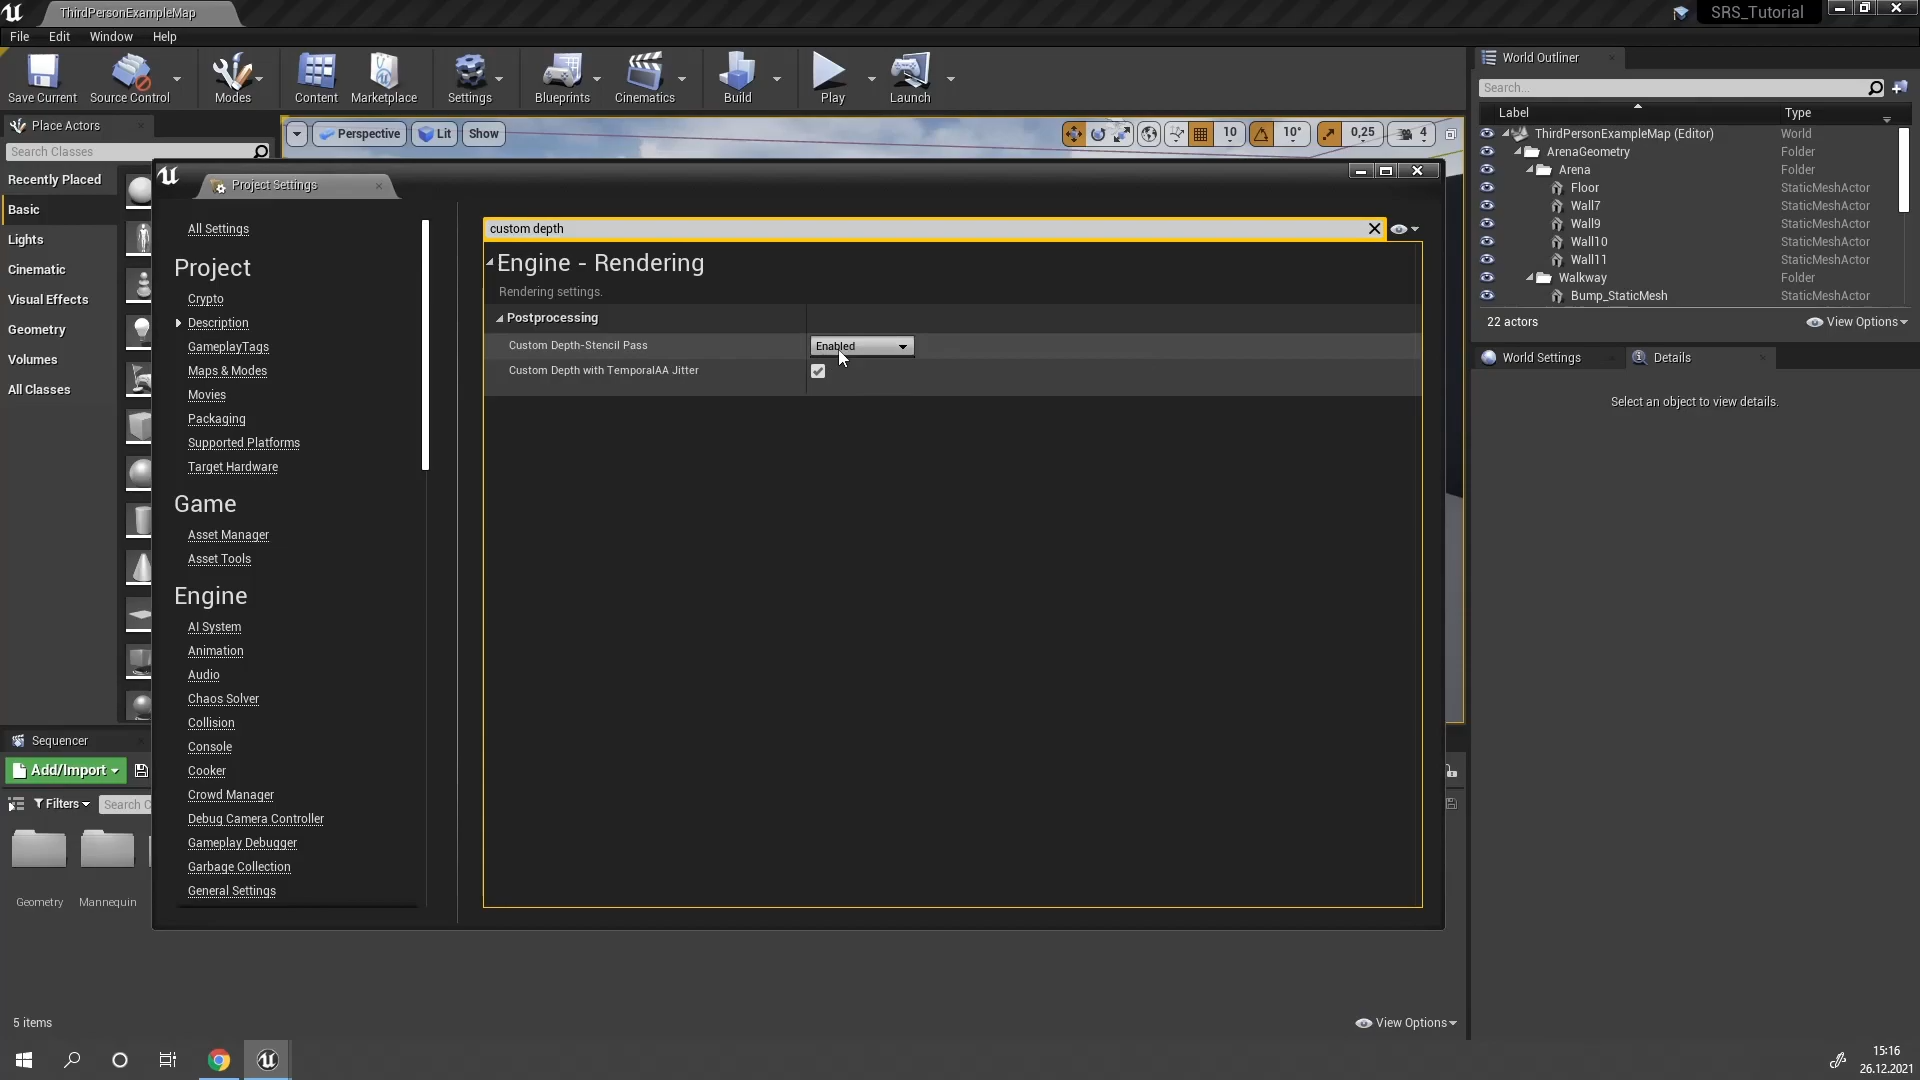 ThirdPersonExampleMap
SRS_Tutorial
File Edit Window Help
Save Current Source Control Modes Content Marketplace Settings Blueprints Cinematics Build Play Launch
Place Actors
Search Classes
Recently Placed
Basic
Lights
Cinematic
Visual Effects
Geometry
Volumes
All Classes
Perspective Lit Show
10 10° 0,25 4
Project Settings
All Settings
Project
Crypto
Description
GameplayTags
Maps & Modes
Movies
Packaging
Supported Platforms
Target Hardware
Game
Asset Manager
Asset Tools
Engine
AI System
Animation
Audio
Chaos Solver
Collision
Console
Cooker
Crowd Manager
Debug Camera Controller
Gameplay Debugger
Garbage Collection
General Settings
custom depth
Engine - Rendering
Rendering settings.
Postprocessing
Custom Depth-Stencil Pass Enabled
Custom Depth with TemporalAA Jitter
World Outliner
Search...
Label Type
ThirdPersonExampleMap (Editor) World
ArenaGeometry Folder
Arena Folder
Floor StaticMeshActor
Wall7 StaticMeshActor
Wall9 StaticMeshActor
Wall10 StaticMeshActor
Wall11 StaticMeshActor
Walkway Folder
Bump_StaticMesh StaticMeshActor
22 actors View Options
World Settings Details
Select an object to view details.
Sequencer
Add/Import
Filters Search C
Geometry Mannequin
5 items View Options
15:16
26.12.2021